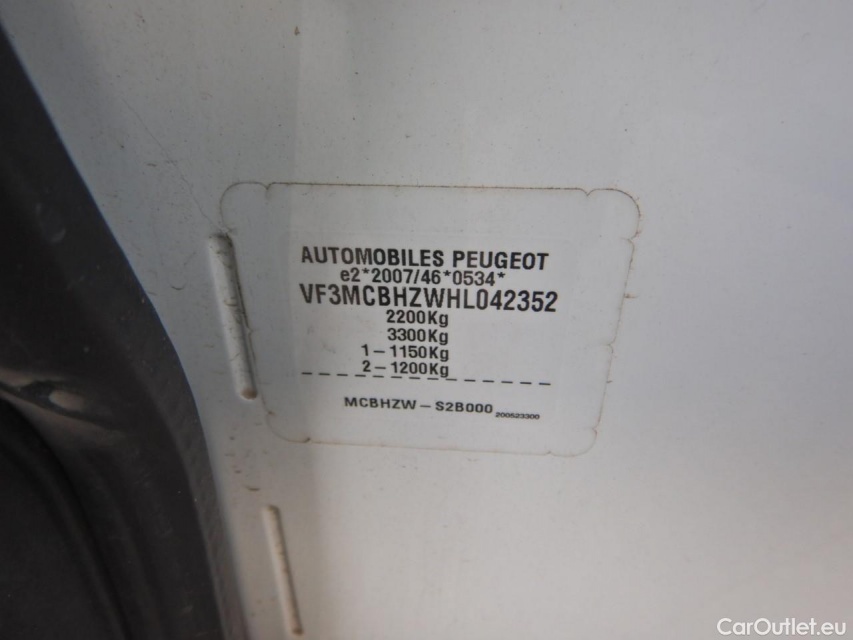 AUTOMOBILES PEUGEOT
e2*2007/46*0534*
VF3MCBHZWHL042352
2200Kg
3300Kg
1-1150Kg
2-1200Kg
MCBHZW-S2B000 200523300
CarOutlet.eu